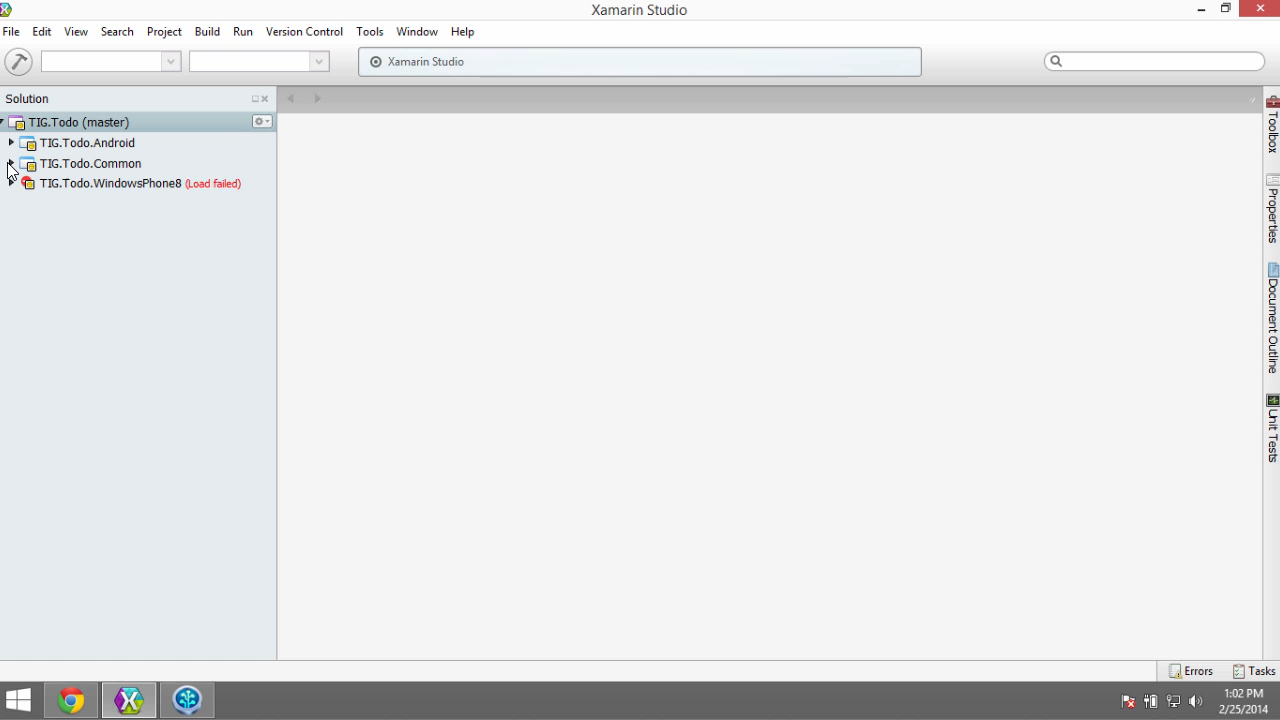 Xamarin Studio
File Edit View Search Project Build Run Version Control Tools Window Help
Xamarin Studio
Solution
TIG.Todo (master)
TIG.Todo.Android
TIG.Todo.Common
TIG.Todo.WindowsPhone8 (Load failed)
Toolbox
Properties
Document Outline
Unit Tests
Errors Tasks
1:02 PM
2/25/2014